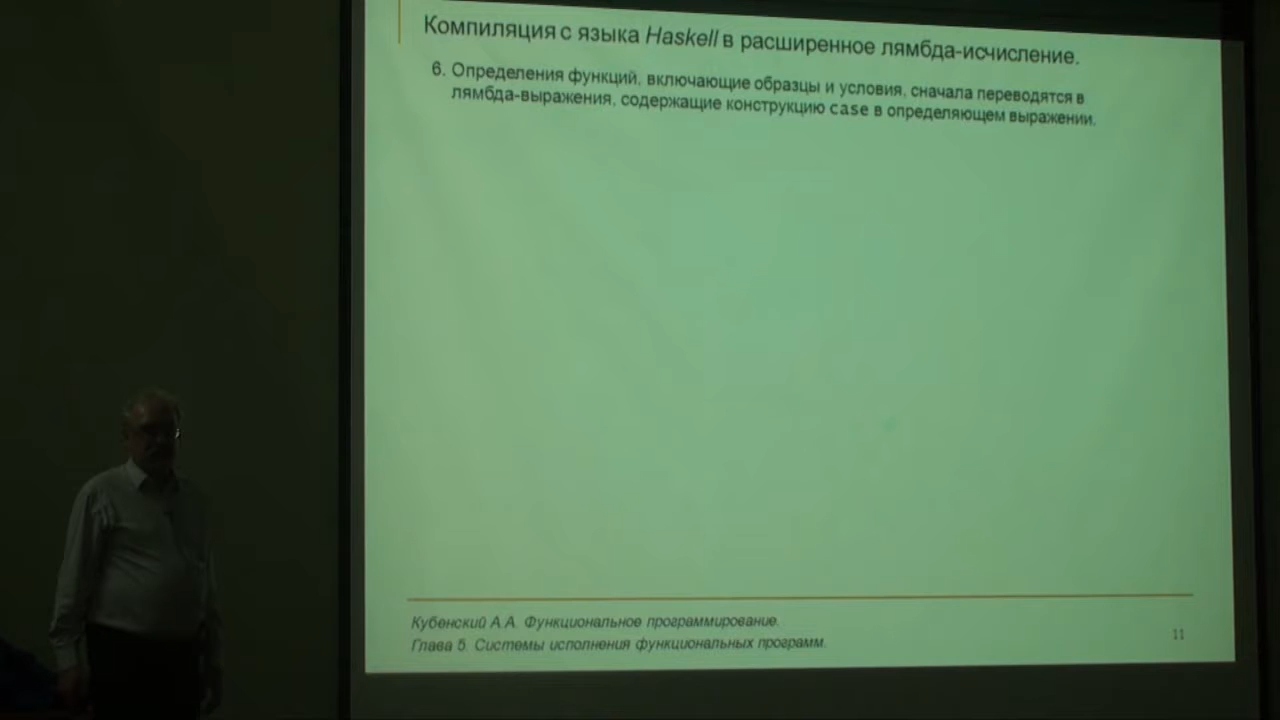 Компиляция с языка Haskell в расширенное лямбда-исчисление.
6. Определения функций, включающие образцы и условия, сначала переводятся в
лямбда-выражения, содержащие конструкцию case в определяющем выражении.
Кубенский А.А. Функциональное программирование.
Глава 5. Системы исполнения функциональных программ.
11